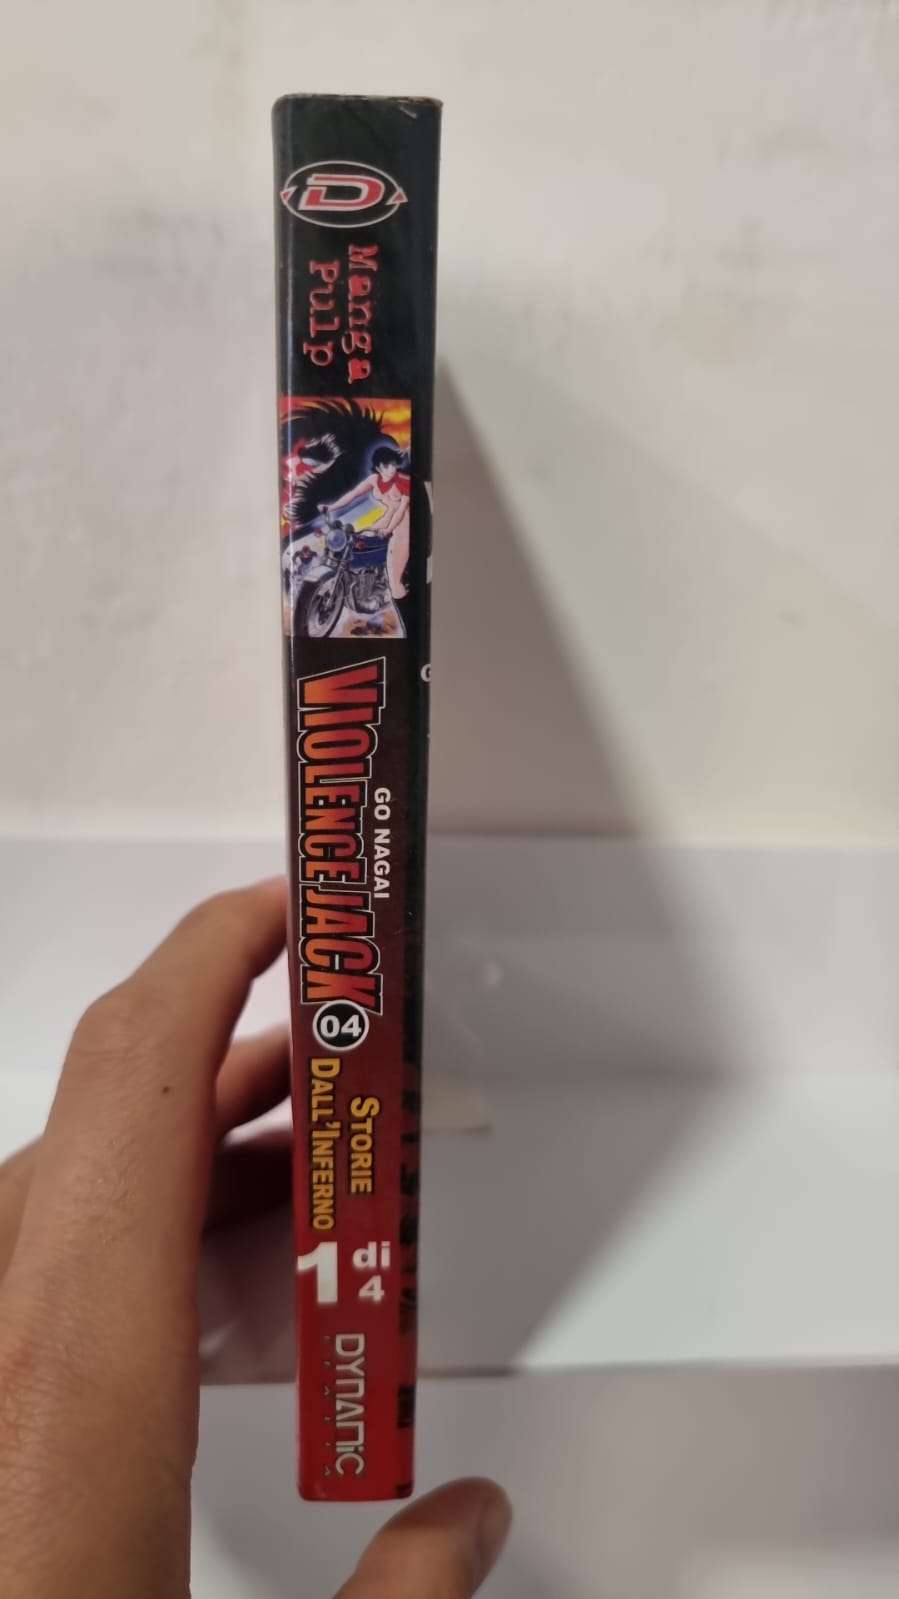 D
Manga
Pulp
GO NAGAI
VIOLENCE JACK
04
STORIE
DALL'INFERNO
1 di
4
DYNAMIC